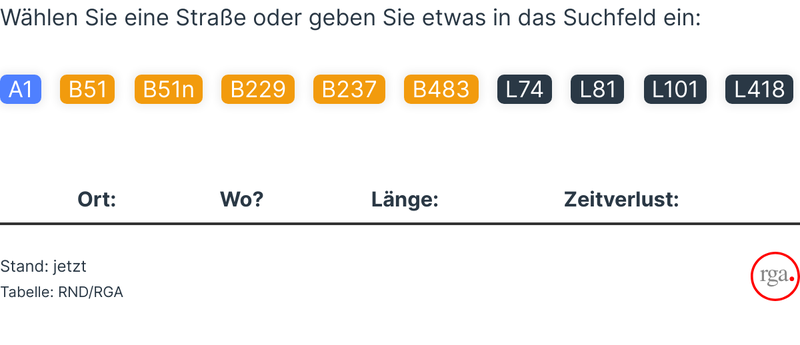 Wählen Sie eine Straße oder geben Sie etwas in das Suchfeld ein:
A1 B51 B51n B229 B237 B483 L74 L81 L101 L418
Ort: Wo? Länge: Zeitverlust:
Stand: jetzt
rga.
Tabelle: RND/RGA